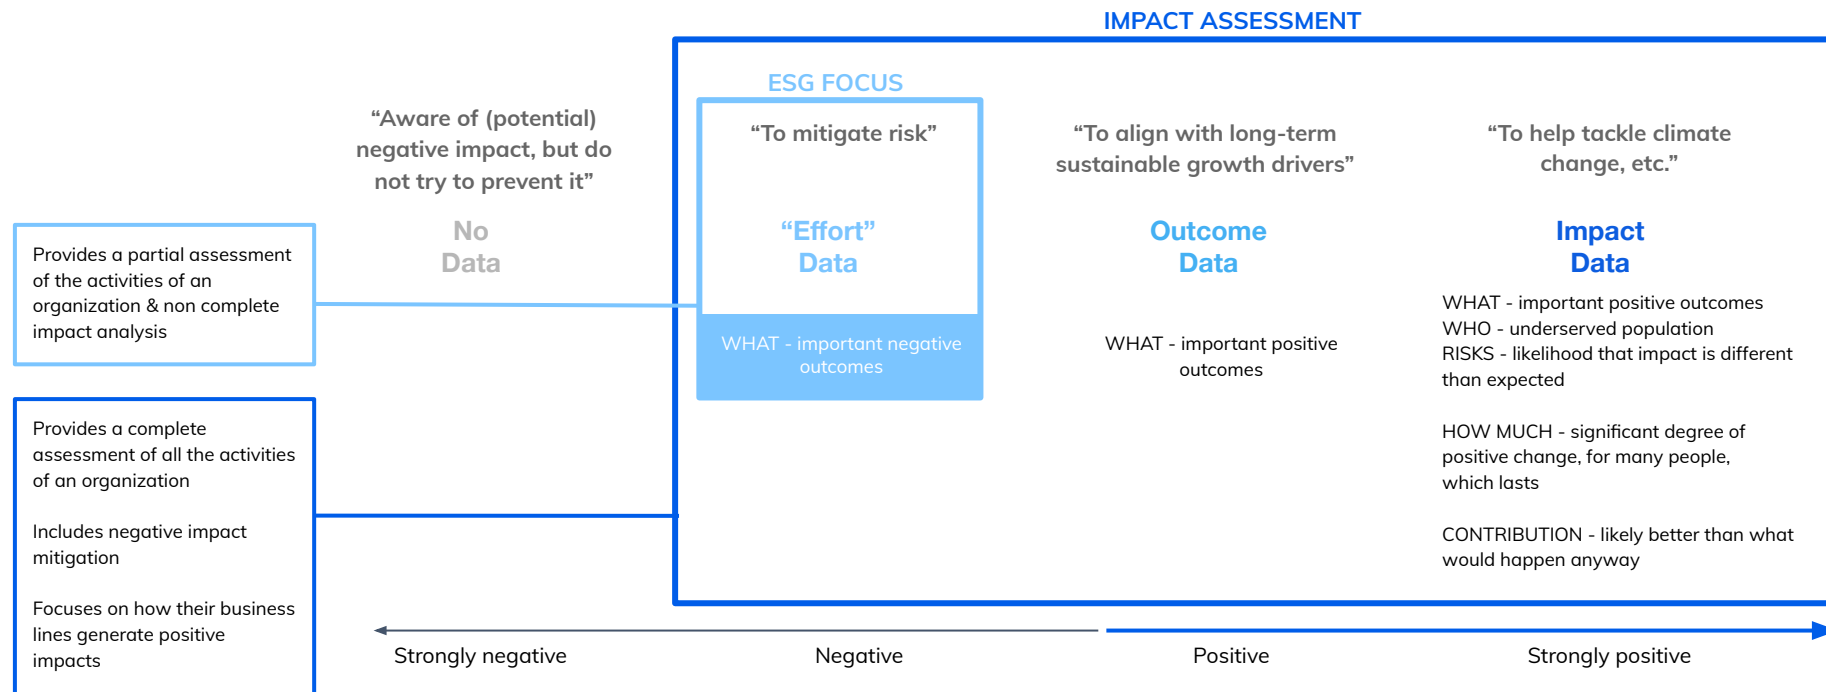 IMPACT ASSESSMENT
ESG FOCUS
“Aware of (potential)
negative impact, but do
not try to prevent it”
“To mitigate risk”
“To align with long-term
sustainable growth drivers”
“To help tackle climate
change, etc.”
No
Data
“Effort”
Data
Outcome
Data
Impact
Data
Provides a partial assessment
of the activities of an
organization & non complete
impact analysis
WHAT - important negative
outcomes
WHAT - important positive
outcomes
WHAT - important positive outcomes
WHO - underserved population
RISKS - likelihood that impact is different
than expected
HOW MUCH - significant degree of
positive change, for many people,
which lasts
CONTRIBUTION - likely better than what
would happen anyway
Provides a complete
assessment of all the activities
of an organization
Includes negative impact
mitigation
Focuses on how their business
lines generate positive
impacts
Strongly negative
Negative
Positive
Strongly positive